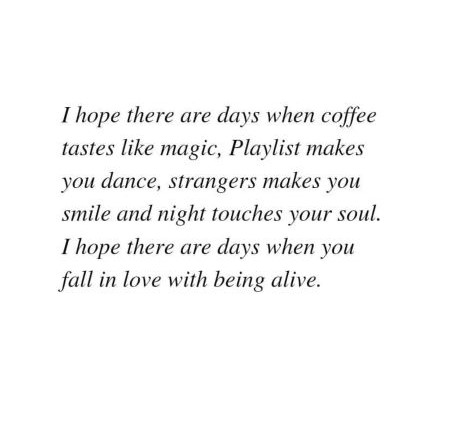 I hope there are days when coffee
tastes like magic, Playlist makes
you dance, strangers makes you
smile and night touches your soul.
I hope there are days when you
fall in love with being alive.